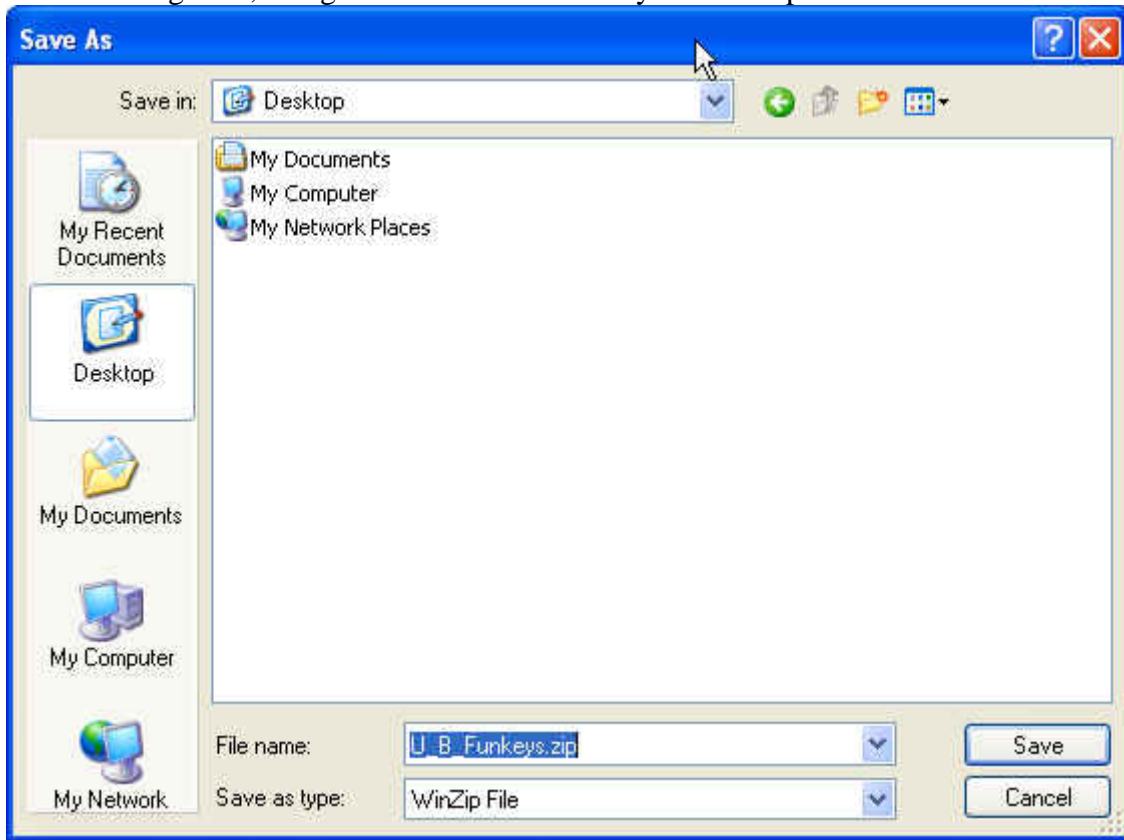 Save As
Save in:
Desktop
My Documents
My Computer
My Network Places
My Recent
Documents
Desktop
My Documents
My Computer
My Network
File name:
U_B_Funkeys.zip
Save
Save as type:
WinZip File
Cancel